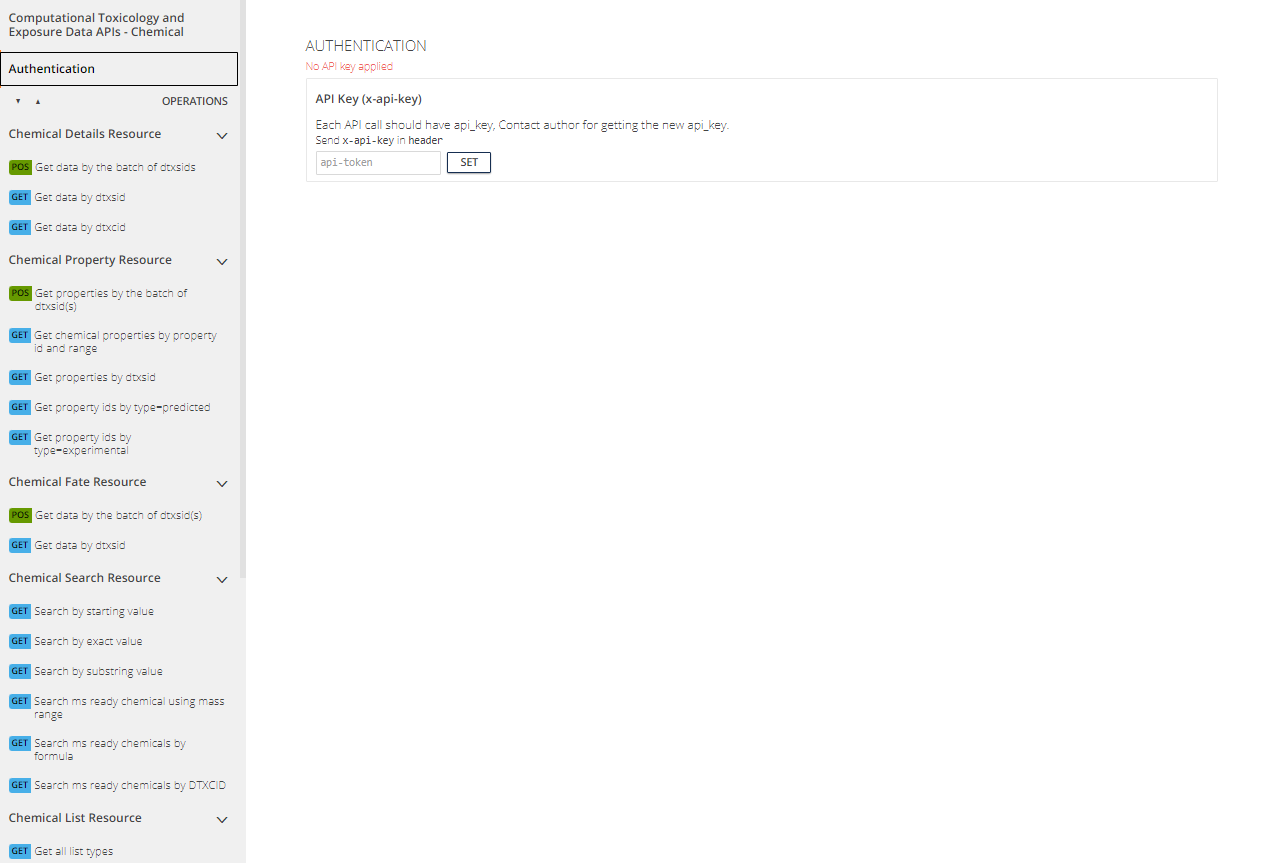 Computational Toxicology and
Exposure Data APIs - Chemical
Authentication
OPERATIONS
Chemical Details Resource
POS Get data by the batch of dtxsids
GET Get data by dtxsid
GET Get data by dtxcid
Chemical Property Resource
POS Get properties by the batch of
dtxsid(s)
GET Get chemical properties by property
id and range
GET Get properties by dtxsid
GET Get property ids by type=predicted
GET Get property ids by
type=experimental
Chemical Fate Resource
POS Get data by the batch of dtxsid(s)
GET Get data by dtxsid
Chemical Search Resource
GET Search by starting value
GET Search by exact value
GET Search by substring value
GET Search ms ready chemical using mass
range
GET Search ms ready chemicals by
formula
GET Search ms ready chemicals by DTXCID
Chemical List Resource
GET Get all list types
AUTHENTICATION
No API key applied
API Key (x-api-key)
Each API call should have api_key, Contact author for getting the new api_key.
Send x-api-key in header
api-token SET